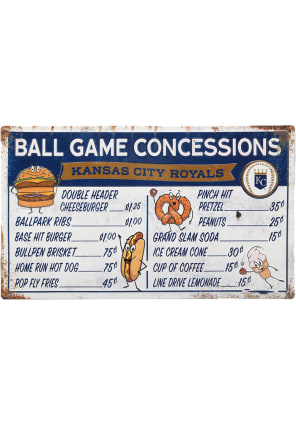 BALL GAME CONCESSIONS
KANSAS CITY ROYALS
KC
DOUBLE HEADER
CHEESEBURGER $1.25
BALLPARK RIBS $1.00
BASE HIT BURGER $1.00
BULLPEN BRISKET 75¢
HOME RUN HOT DOG 75¢
POP FLY FRIES 45¢
PINCH HIT
PRETZEL 35¢
PEANUTS 25¢
GRAND SLAM SODA 15¢
ICE CREAM CONE 30¢
CUP OF COFFEE 15¢
LINE DRIVE LEMONADE 15¢